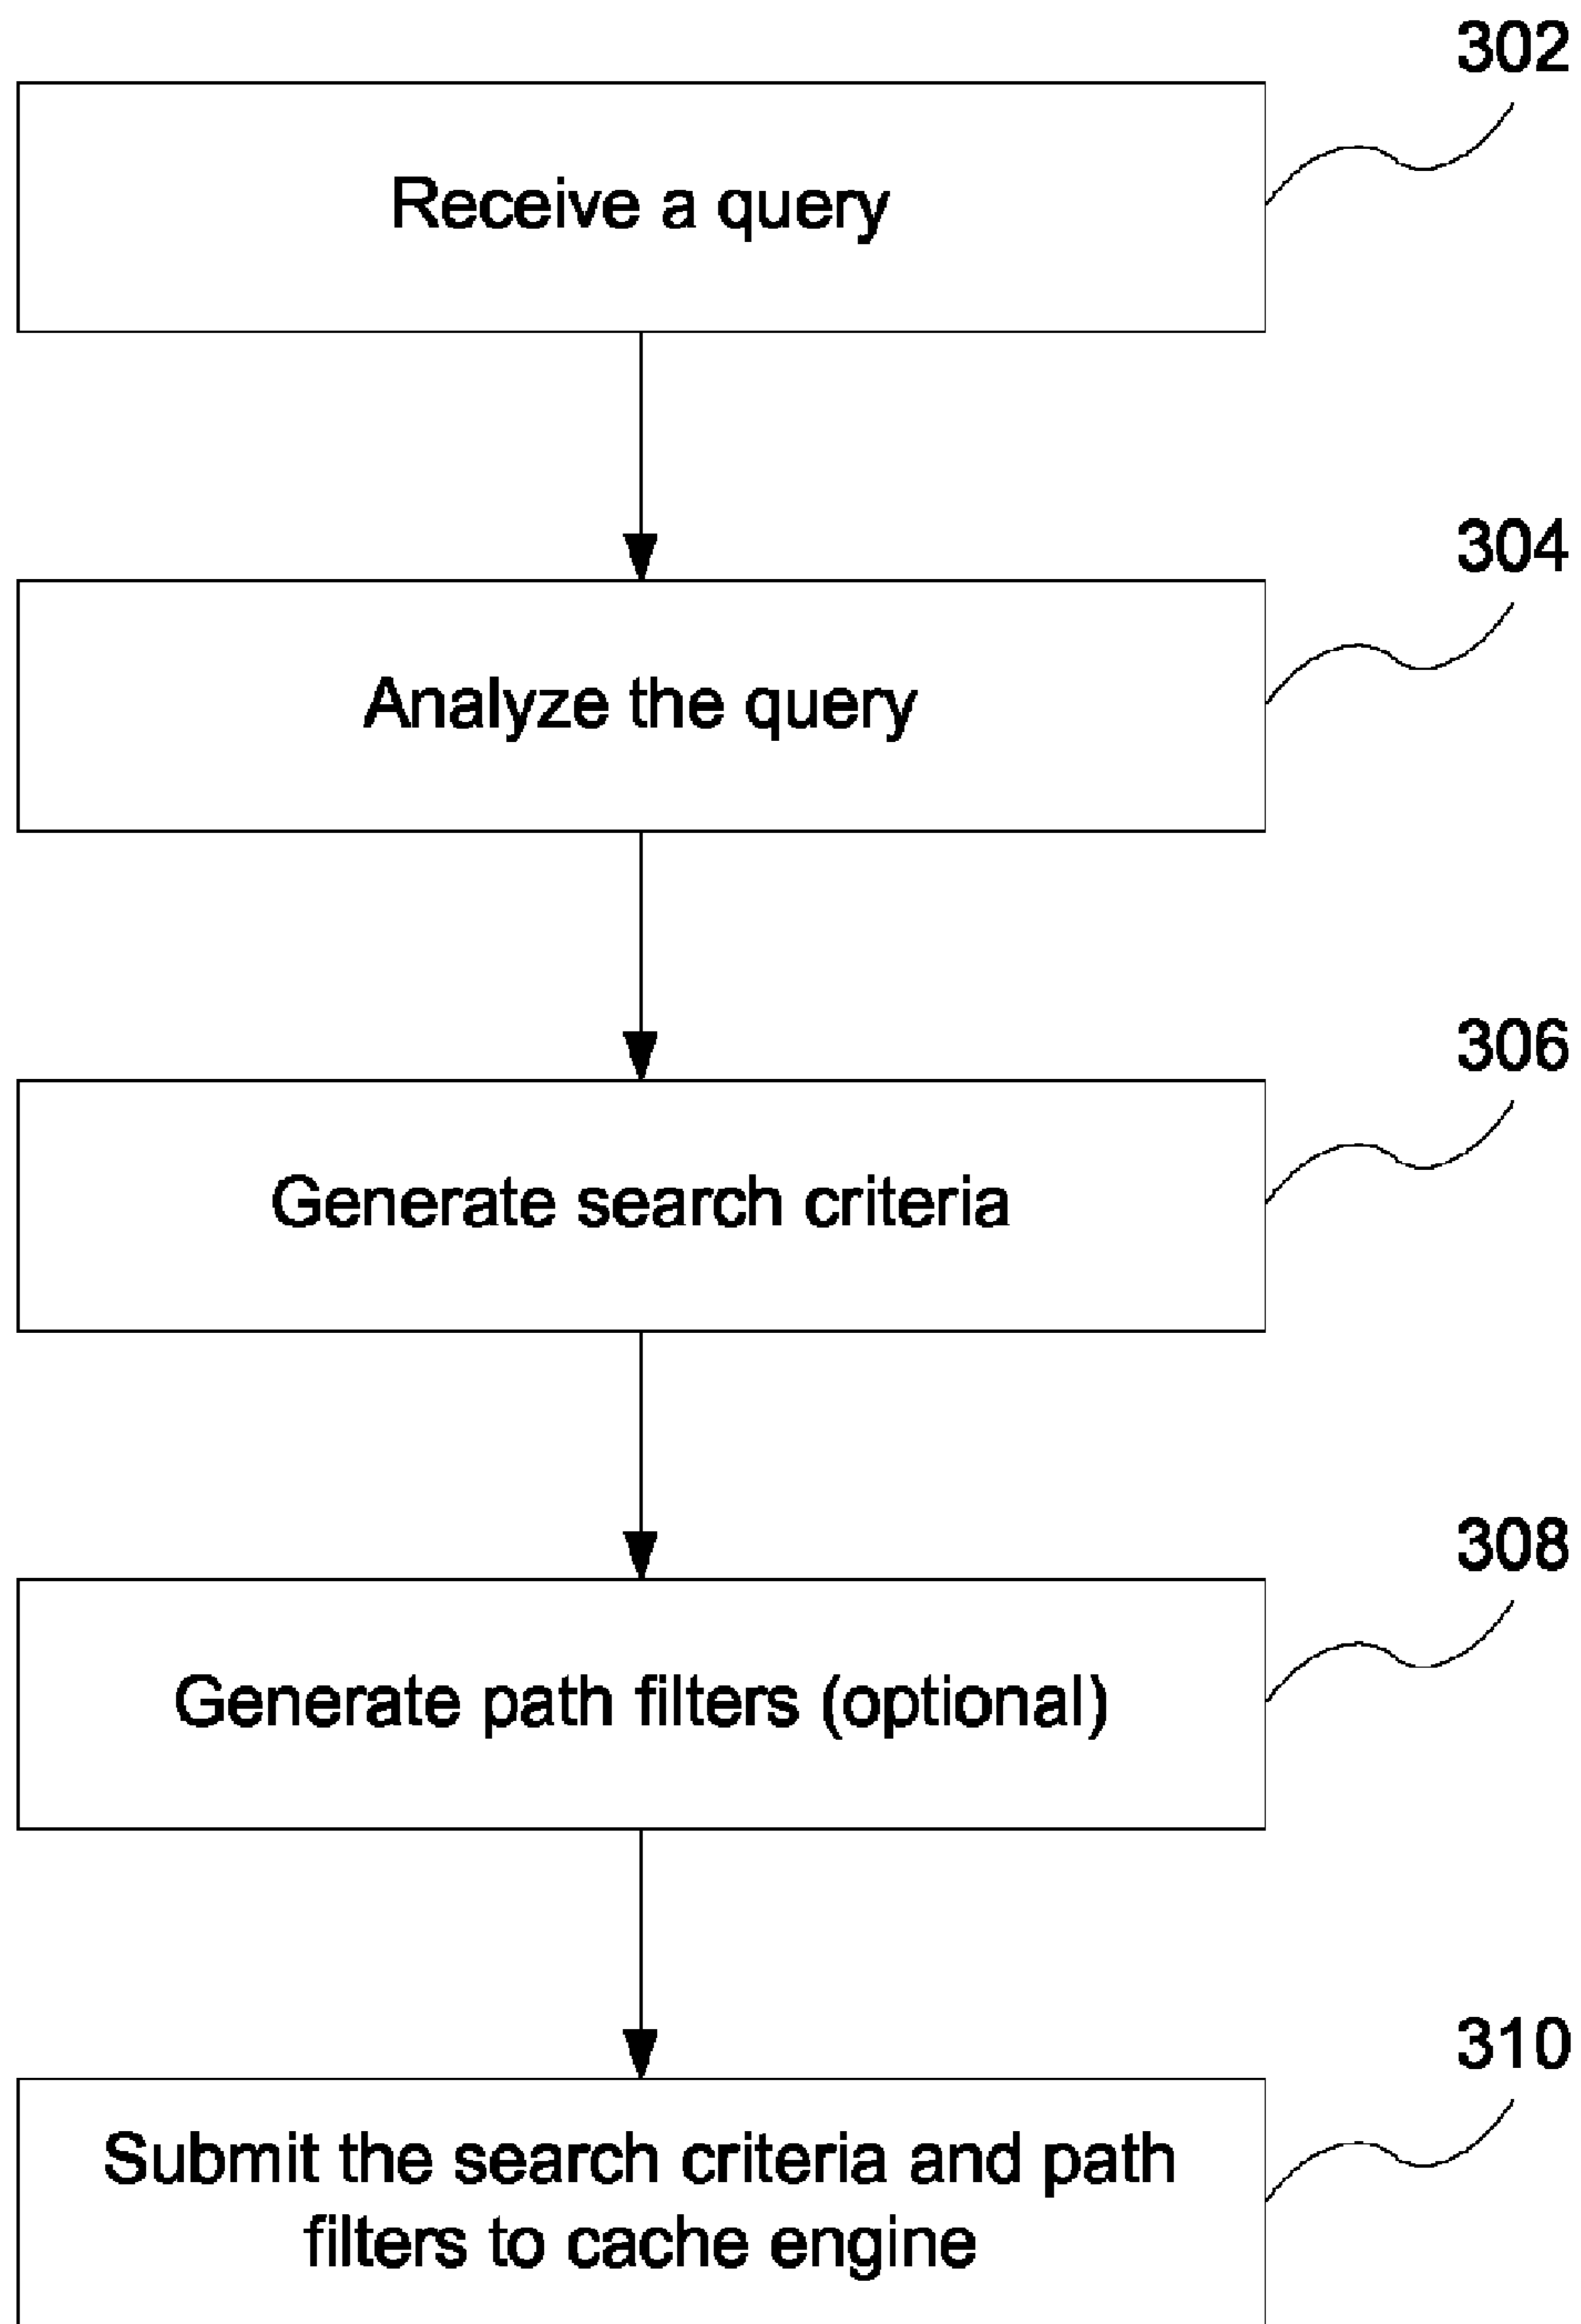 302
Receive a query
304
Analyze the query
306
Generate search criteria
308
Generate path filters (optional)
310
Submit the search criteria and path
filters to cache engine